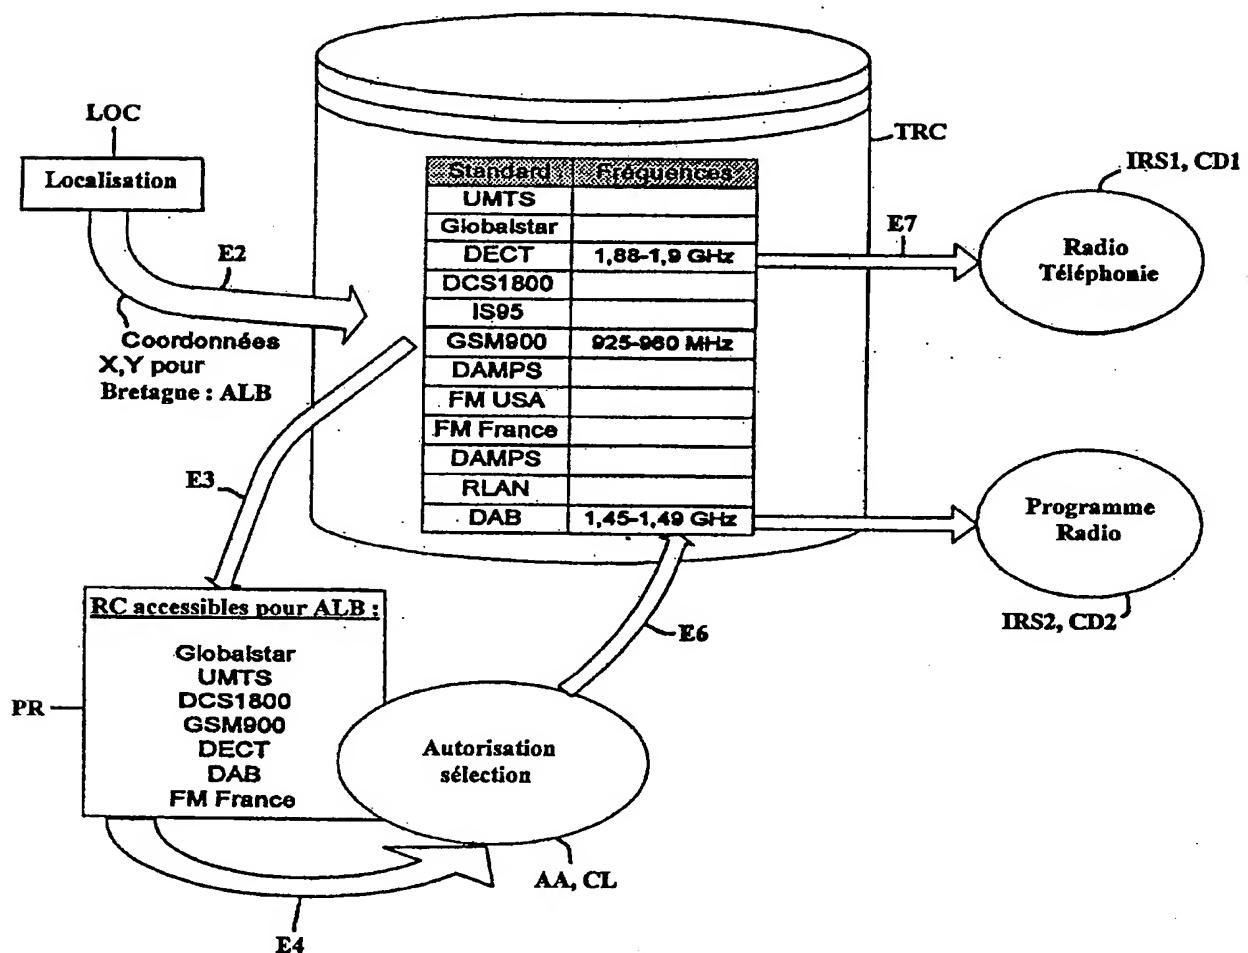 LOC
Localisation
E2
Coordonnées
X,Y pour
Bretagne : ALB
TRC
Standard Fréquences
UMTS
Globalstar
DECT 1,88-1,9 GHz
DCS1800
IS95
GSM900 925-960 MHz
DAMPS
FM USA
FM France
DAMPS
RLAN
DAB 1,45-1,49 GHz
IRS1, CD1
E7
Radio
Téléphonie
Programme
Radio
IRS2, CD2
E3
E6
RC accessibles pour ALB :
Globalstar
UMTS
DCS1800
GSM900
DECT
DAB
FM France
PR
Autorisation
sélection
AA, CL
E4